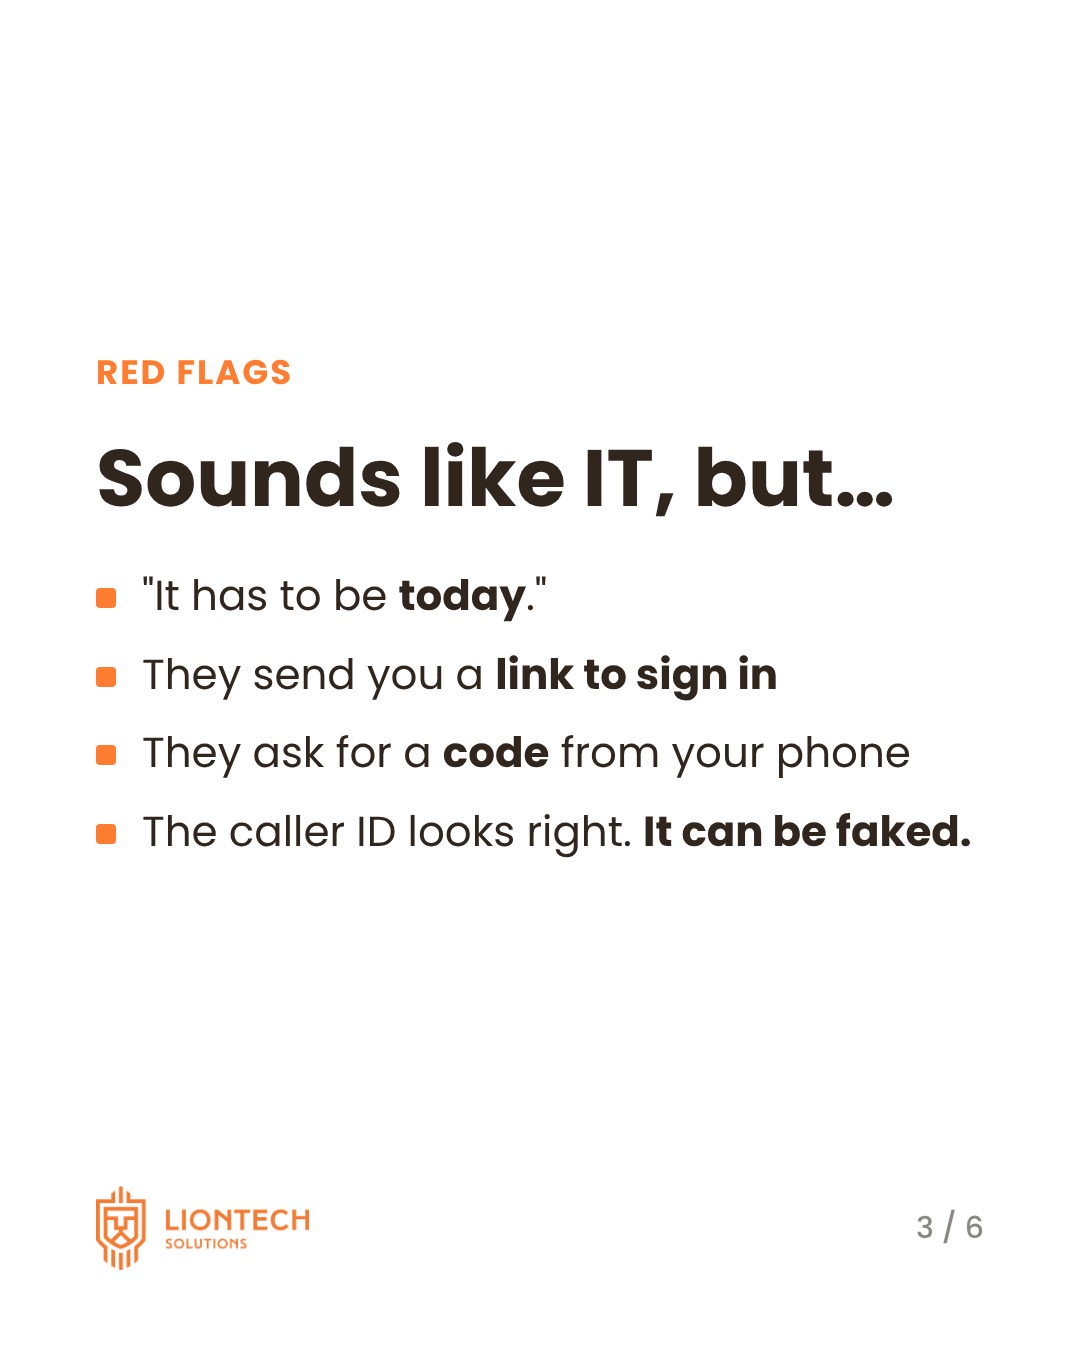 RED FLAGS
Sounds like IT, but...
"It has to be today."
They send you a link to sign in
They ask for a code from your phone
The caller ID looks right. It can be faked.
LIONTECH
SOLUTIONS
3 / 6